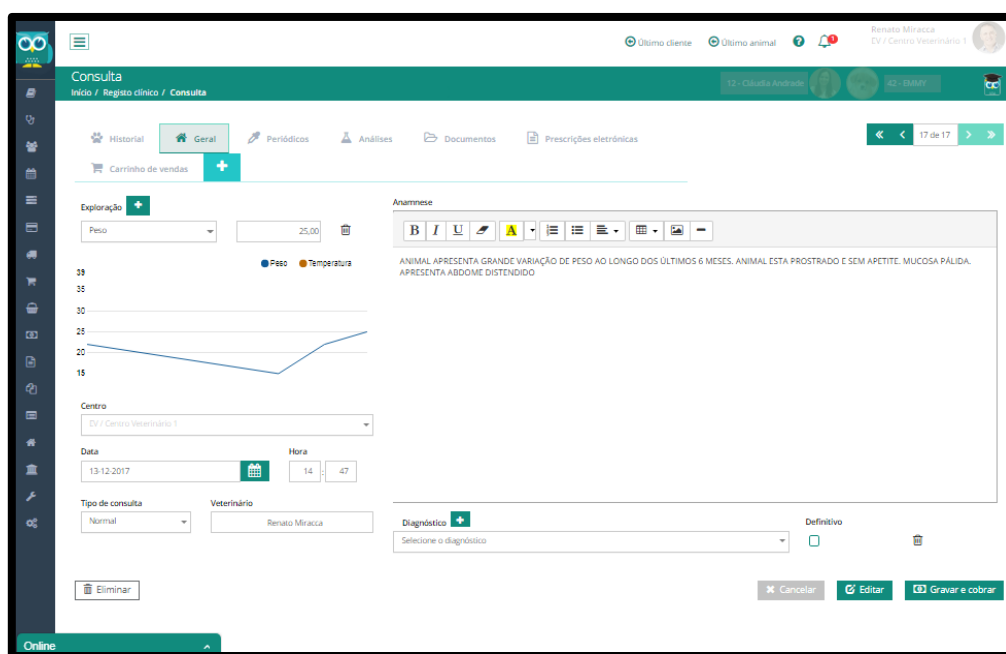 Último cliente Último animal 1 Renato Miracca
EV / Centro Veterinário 1
Consulta
Início / Registo clínico / Consulta
12 - Cláudia Andrade 42 - EMMY
Historial Geral Periódicos Análises Documentos Prescrições eletrónicas
17 de 17
Carrinho de vendas
Exploração
Peso 25,00
Peso Temperatura
39
35
30
25
20
15
Centro
EV / Centro Veterinário 1
Data Hora
13-12-2017 14 : 47
Tipo de consulta Veterinário
Normal Renato Miracca
Anamnese
B I U A
ANIMAL APRESENTA GRANDE VARIAÇÃO DE PESO AO LONGO DOS ÚLTIMOS 6 MESES. ANIMAL ESTA PROSTRADO E SEM APETITE. MUCOSA PÁLIDA.
APRESENTA ABDOME DISTENDIDO
Diagnóstico Definitivo
Selecione o diagnóstico
Eliminar Cancelar Editar Gravar e cobrar
Online